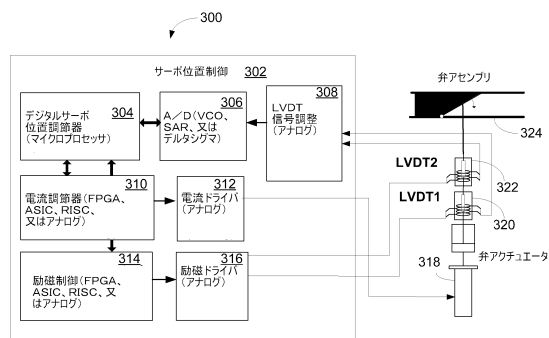 300
サーボ位置制御 302
304
デジタルサーボ
位置調節器
(マイクロプロセッサ)
306
A/D(VCO、
SAR、又は
デルタシグマ)
308
LVDT
信号調整
(アナログ)
310
電流調節器(FPGA、
ASIC、RISC、
又はアナログ)
312
電流ドライバ
(アナログ)
314
励磁制御(FPGA、
ASIC、RISC、又
はアナログ)
316
励磁ドライバ
(アナログ)
弁アセンブリ
324
LVDT2
322
LVDT1
320
弁アクチュエータ
318